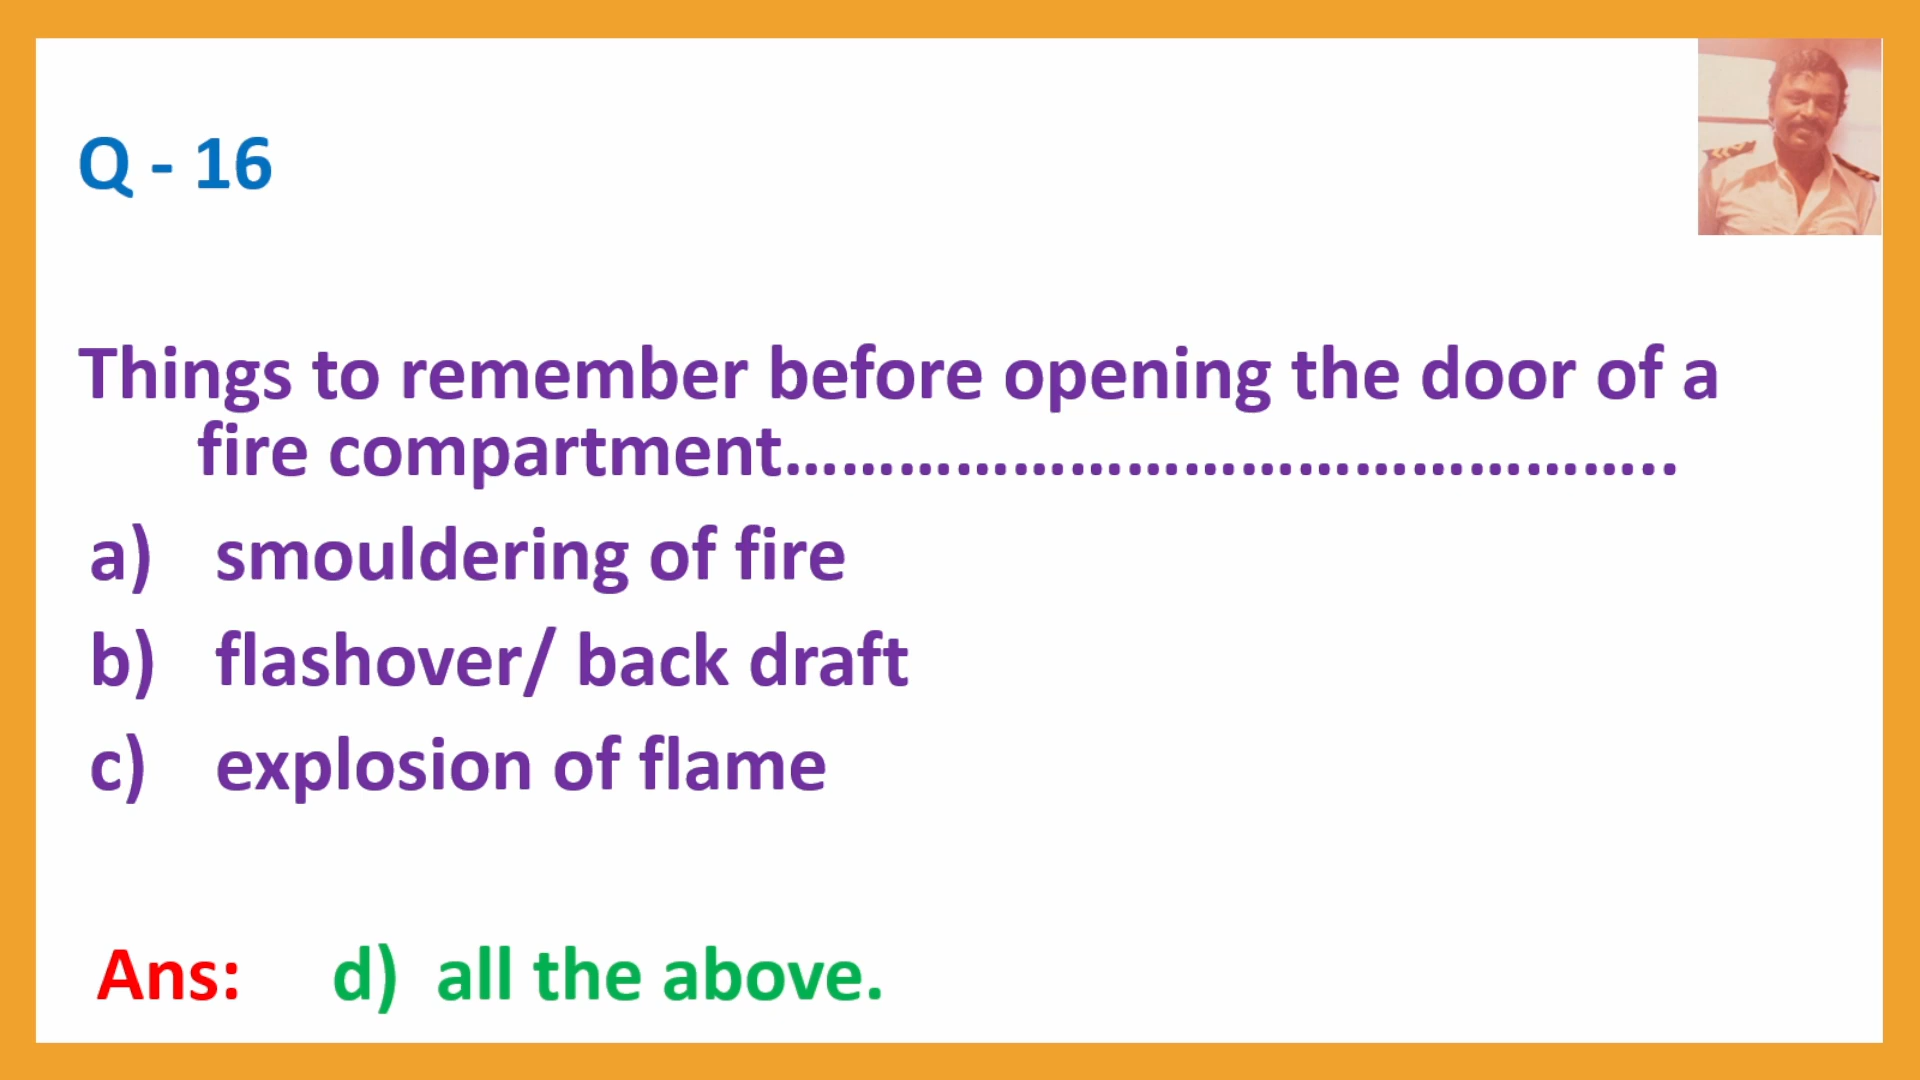 Q - 16
Things to remember before opening the door of a
fire compartment………………………………………..
a) smouldering of fire
b) flashover/ back draft
c) explosion of flame
Ans: d) all the above.